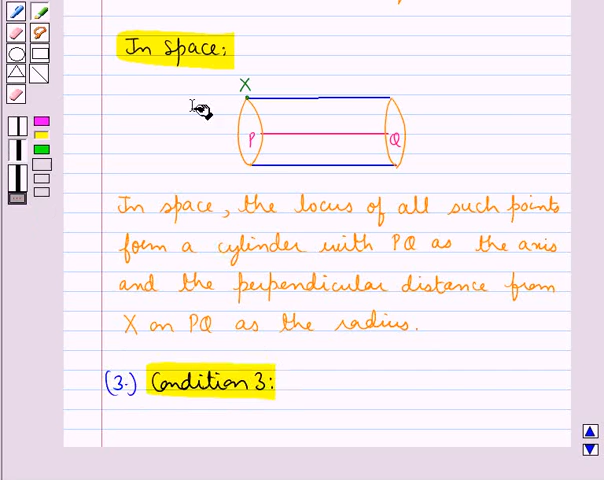 In space:
X
P Q
In space, the locus of all such points
form a cylinder with PQ as the axis
and the perpendicular distance from
X on PQ as the radius.
(3.) Condition 3: